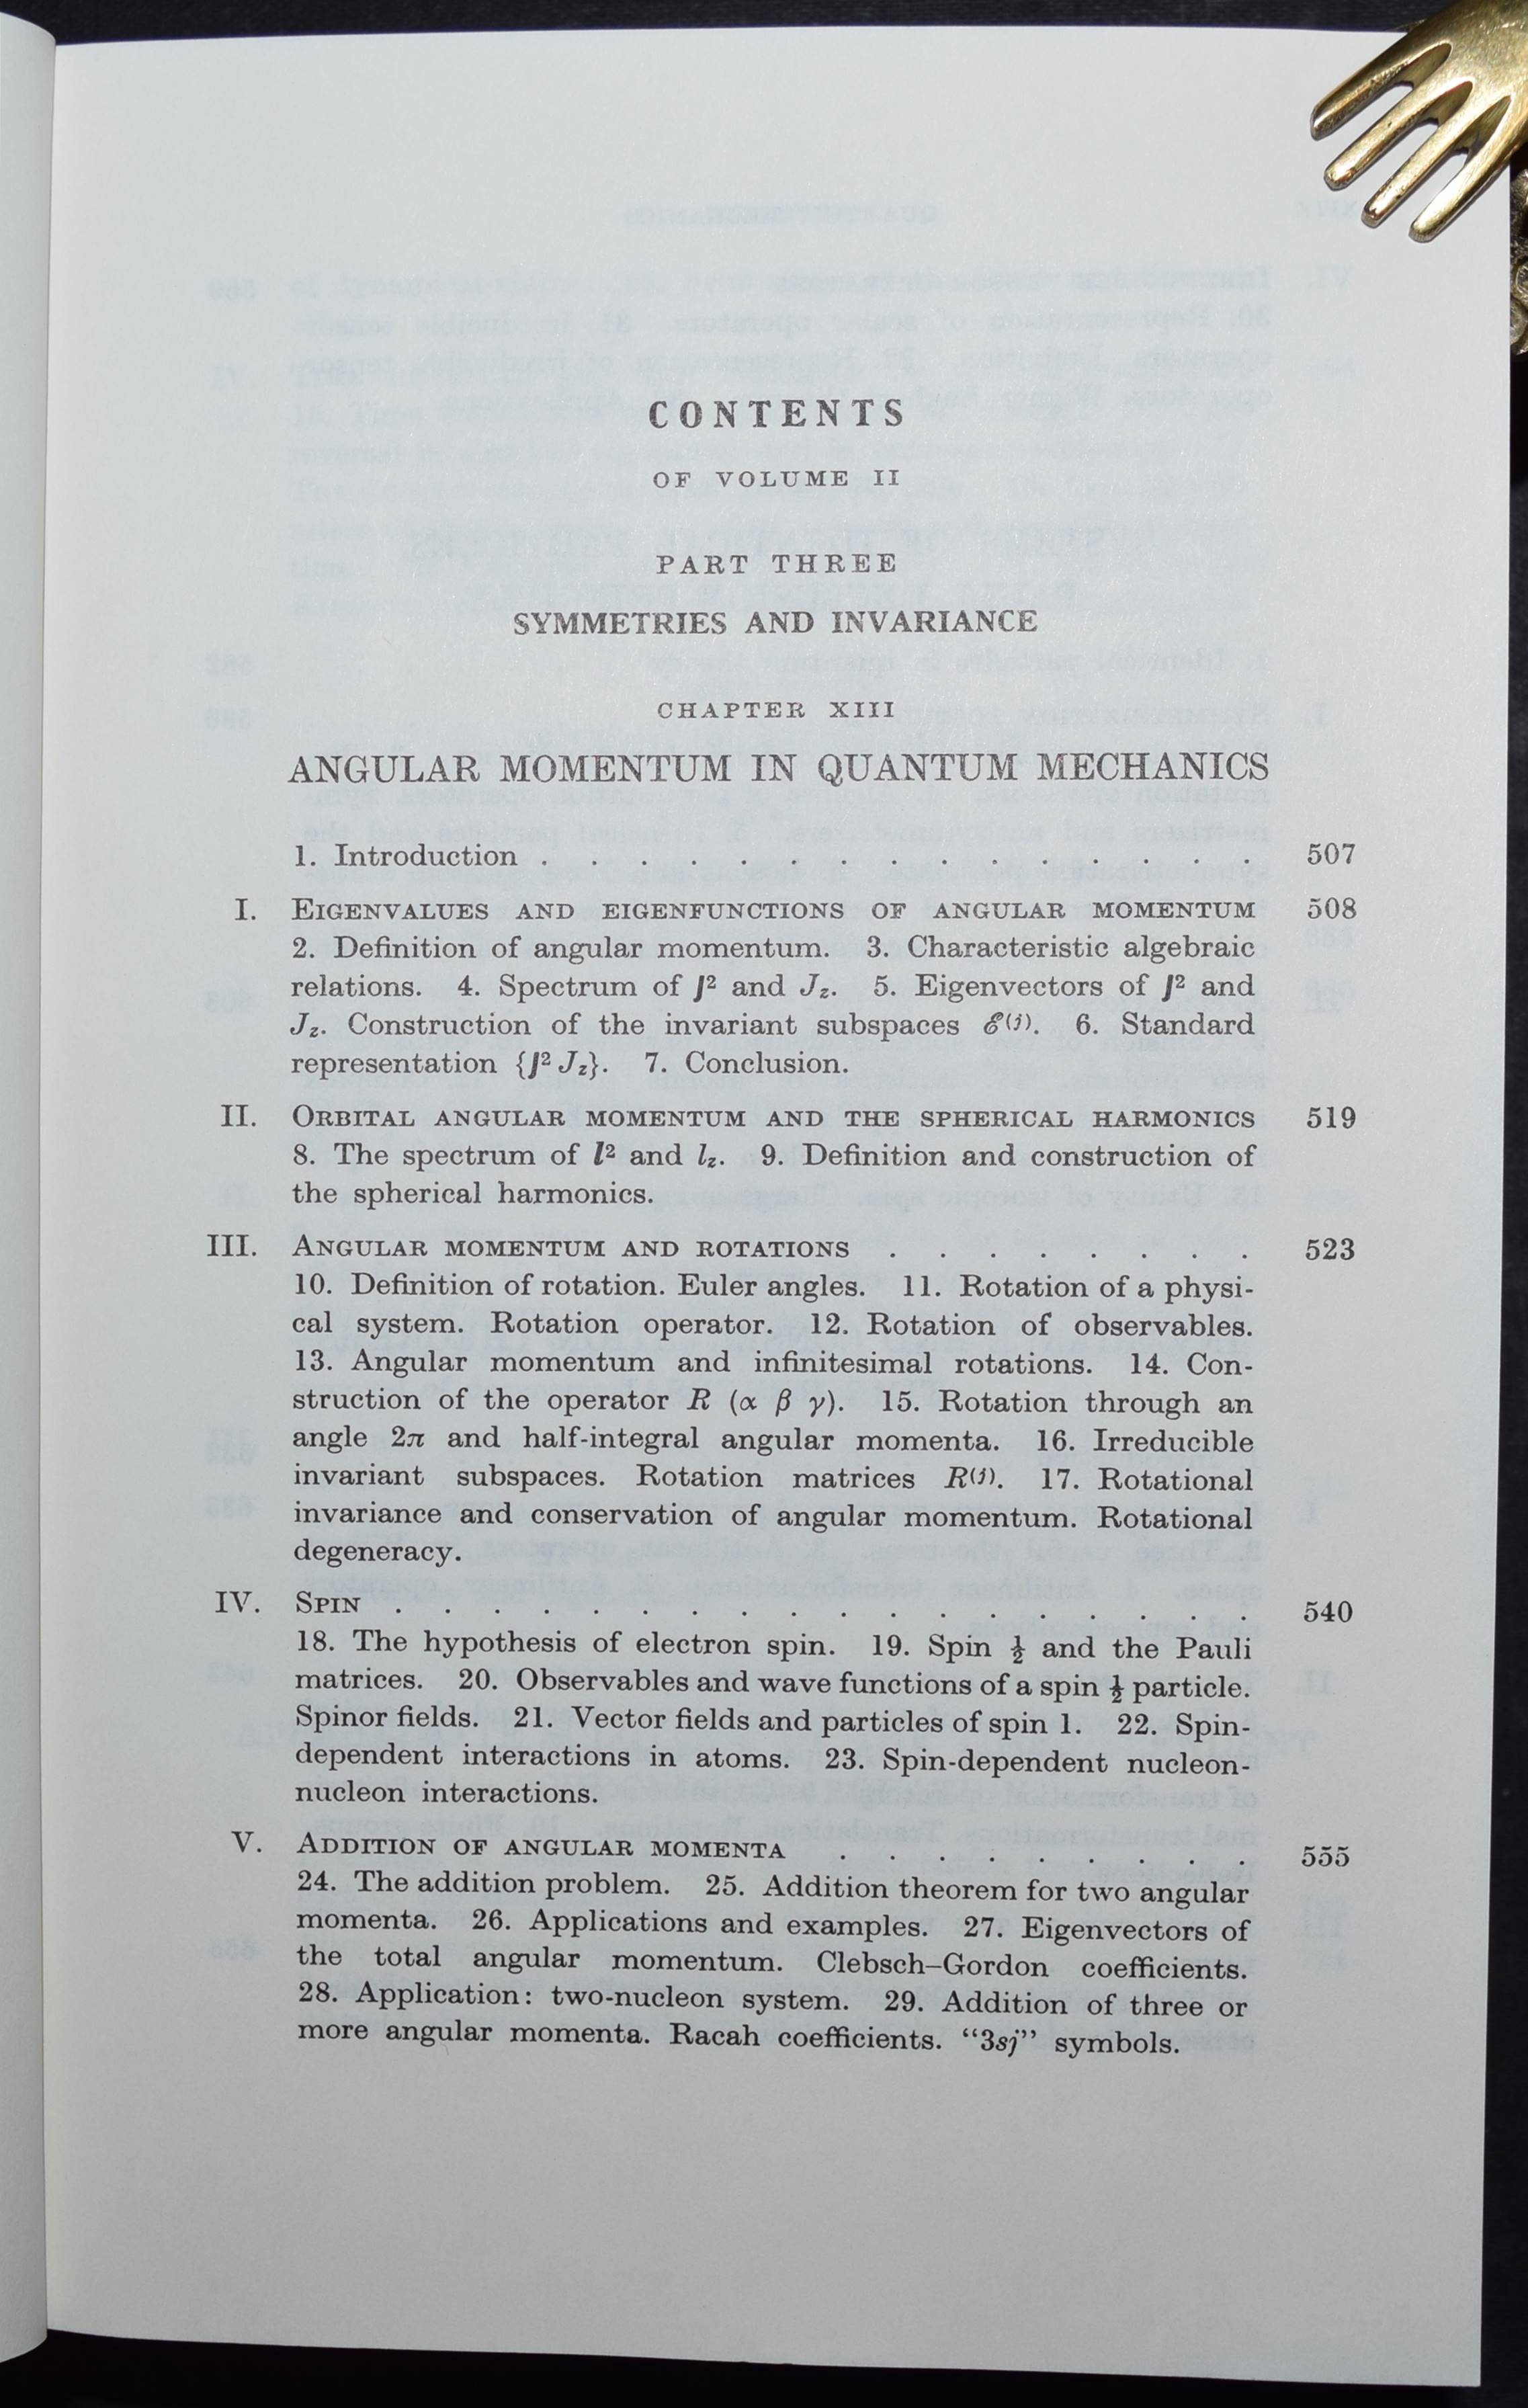 CONTENTS
OF VOLUME II
PART THREE
SYMMETRIES AND INVARIANCE
CHAPTER XIII
ANGULAR MOMENTUM IN QUANTUM MECHANICS
1. Introduction . . . . . . . . . . . . . . . 507
I. EIGENVALUES AND EIGENFUNCTIONS OF ANGULAR MOMENTUM 508
2. Definition of angular momentum. 3. Characteristic algebraic
relations. 4. Spectrum of J² and Jz. 5. Eigenvectors of J² and
Jz. Construction of the invariant subspaces ℰ(j). 6. Standard
representation {J² Jz}. 7. Conclusion.
II. ORBITAL ANGULAR MOMENTUM AND THE SPHERICAL HARMONICS 519
8. The spectrum of l² and lz. 9. Definition and construction of
the spherical harmonics.
III. ANGULAR MOMENTUM AND ROTATIONS . . . . . . . . 523
10. Definition of rotation. Euler angles. 11. Rotation of a physi-
cal system. Rotation operator. 12. Rotation of observables.
13. Angular momentum and infinitesimal rotations. 14. Con-
struction of the operator R (α β γ). 15. Rotation through an
angle 2π and half-integral angular momenta. 16. Irreducible
invariant subspaces. Rotation matrices R(j). 17. Rotational
invariance and conservation of angular momentum. Rotational
degeneracy.
IV. SPIN . . . . . . . . . . . . . . . . . . 540
18. The hypothesis of electron spin. 19. Spin ½ and the Pauli
matrices. 20. Observables and wave functions of a spin ½ particle.
Spinor fields. 21. Vector fields and particles of spin 1. 22. Spin-
dependent interactions in atoms. 23. Spin-dependent nucleon-
nucleon interactions.
V. ADDITION OF ANGULAR MOMENTA . . . . . . . . . 555
24. The addition problem. 25. Addition theorem for two angular
momenta. 26. Applications and examples. 27. Eigenvectors of
the total angular momentum. Clebsch–Gordon coefficients.
28. Application: two-nucleon system. 29. Addition of three or
more angular momenta. Racah coefficients. “3sj” symbols.